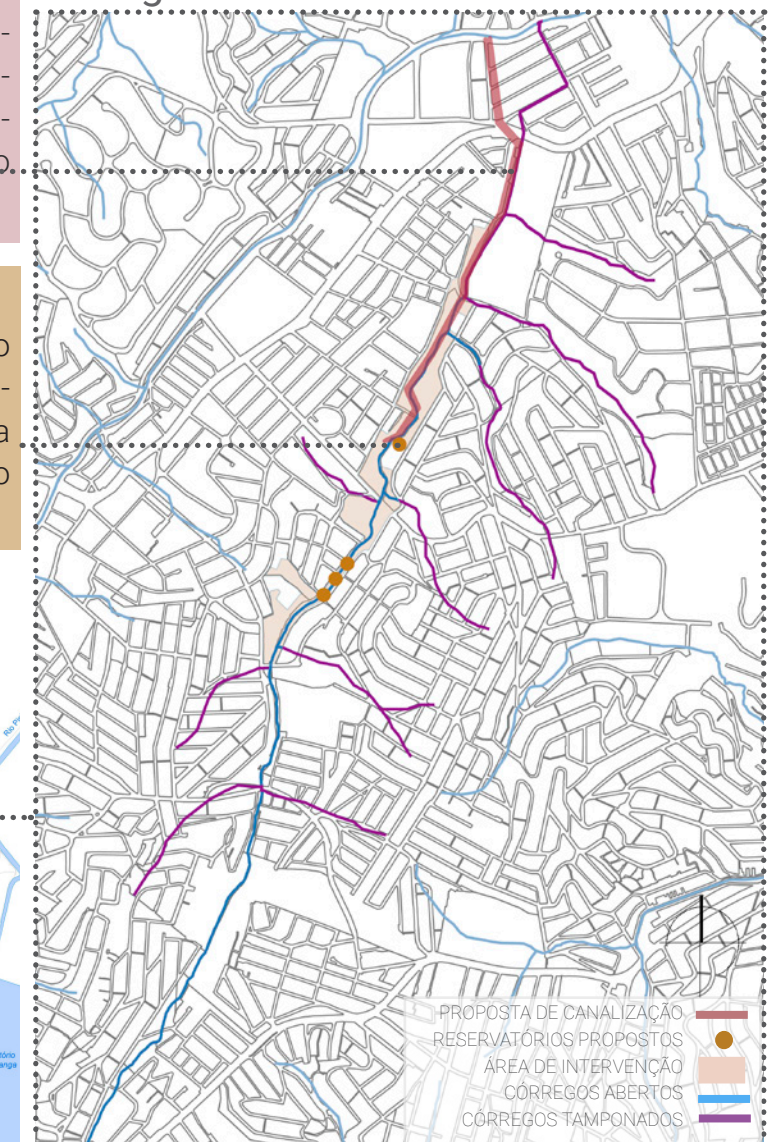 PROPOSTA DE CANALIZAÇÃO
RESERVATÓRIOS PROPOSTOS
ÁREA DE INTERVENÇÃO
CÓRREGOS ABERTOS
CÓRREGOS TAMPONADOS